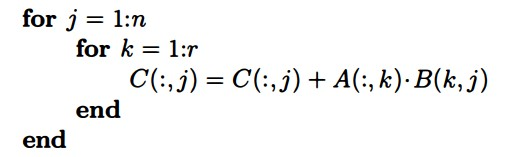 for j = 1:n
for k = 1:r
C(:,j) = C(:,j) + A(:,k)·B(k,j)
end
end